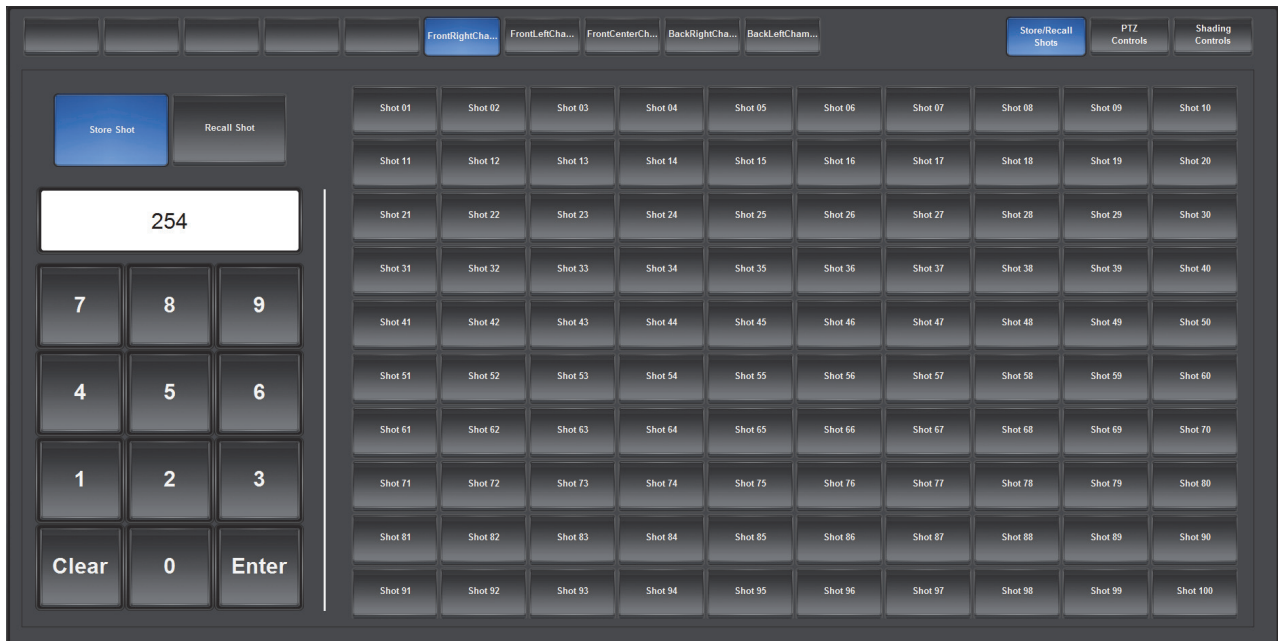 FrontRightCha... FrontLeftCha... FrontCenterCh... BackRightCha... BackLeftCham...
Store/Recall
Shots
PTZ
Controls
Shading
Controls
Store Shot Recall Shot
254
7 8 9
4 5 6
1 2 3
Clear 0 Enter
Shot 01 Shot 02 Shot 03 Shot 04 Shot 05 Shot 06 Shot 07 Shot 08 Shot 09 Shot 10
Shot 11 Shot 12 Shot 13 Shot 14 Shot 15 Shot 16 Shot 17 Shot 18 Shot 19 Shot 20
Shot 21 Shot 22 Shot 23 Shot 24 Shot 25 Shot 26 Shot 27 Shot 28 Shot 29 Shot 30
Shot 31 Shot 32 Shot 33 Shot 34 Shot 35 Shot 36 Shot 37 Shot 38 Shot 39 Shot 40
Shot 41 Shot 42 Shot 43 Shot 44 Shot 45 Shot 46 Shot 47 Shot 48 Shot 49 Shot 50
Shot 51 Shot 52 Shot 53 Shot 54 Shot 55 Shot 56 Shot 57 Shot 58 Shot 59 Shot 60
Shot 61 Shot 62 Shot 63 Shot 64 Shot 65 Shot 66 Shot 67 Shot 68 Shot 69 Shot 70
Shot 71 Shot 72 Shot 73 Shot 74 Shot 75 Shot 76 Shot 77 Shot 78 Shot 79 Shot 80
Shot 81 Shot 82 Shot 83 Shot 84 Shot 85 Shot 86 Shot 87 Shot 88 Shot 89 Shot 90
Shot 91 Shot 92 Shot 93 Shot 94 Shot 95 Shot 96 Shot 97 Shot 98 Shot 99 Shot 100